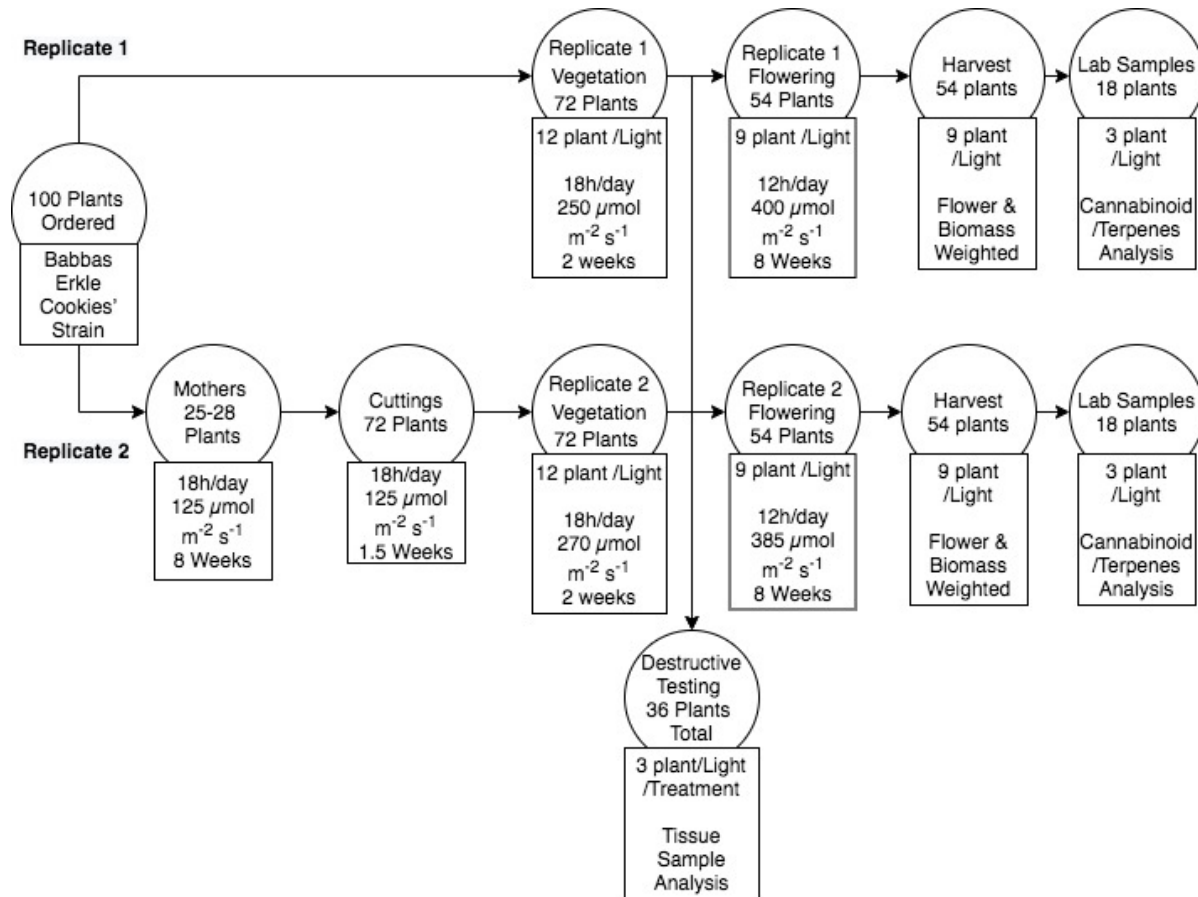 Replicate 1
100 Plants
Ordered
Babbas
Erkle
Cookies'
Strain
Replicate 1
Vegetation
72 Plants
12 plant /Light
18h/day
250 µmol
m⁻² s⁻¹
2 weeks
Replicate 1
Flowering
54 Plants
9 plant /Light
12h/day
400 µmol
m⁻² s⁻¹
8 Weeks
Harvest
54 plants
9 plant
/Light
Flower &
Biomass
Weighted
Lab Samples
18 plants
3 plant
/Light
Cannabinoid
/Terpenes
Analysis
Replicate 2
Mothers
25-28
Plants
18h/day
125 µmol
m⁻² s⁻¹
8 Weeks
Cuttings
72 Plants
18h/day
125 µmol
m⁻² s⁻¹
1.5 Weeks
Replicate 2
Vegetation
72 Plants
12 plant /Light
18h/day
270 µmol
m⁻² s⁻¹
2 weeks
Replicate 2
Flowering
54 Plants
9 plant /Light
12h/day
385 µmol
m⁻² s⁻¹
8 Weeks
Harvest
54 plants
9 plant
/Light
Flower &
Biomass
Weighted
Lab Samples
18 plants
3 plant
/Light
Cannabinoid
/Terpenes
Analysis
Destructive
Testing
36 Plants
Total
3 plant/Light
/Treatment
Tissue
Sample
Analysis